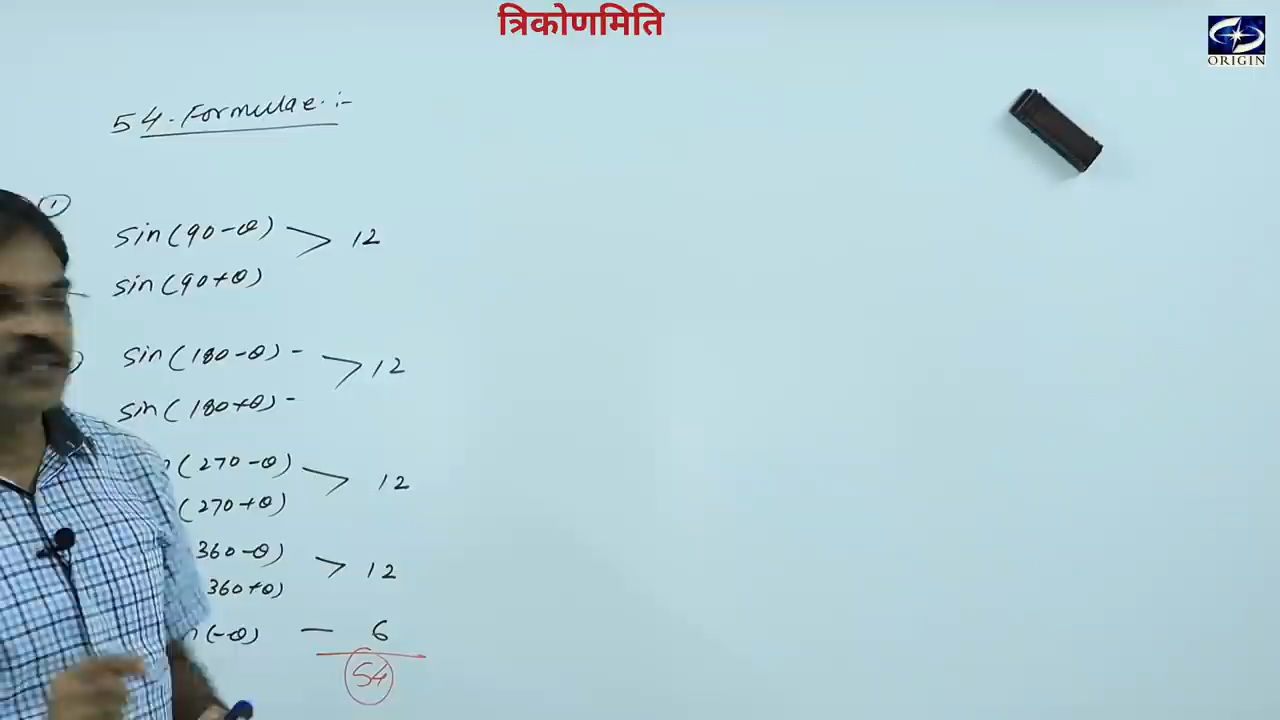 त्रिकोणमिति
ORIGIN
54. Formulae :-
1
sin(90-θ) > 12
sin(90+θ)
sin(180-θ) - > 12
sin(180+θ) -
(270-θ) > 12
(270+θ)
360-θ) > 12
360+θ)
(-θ) — 6
54